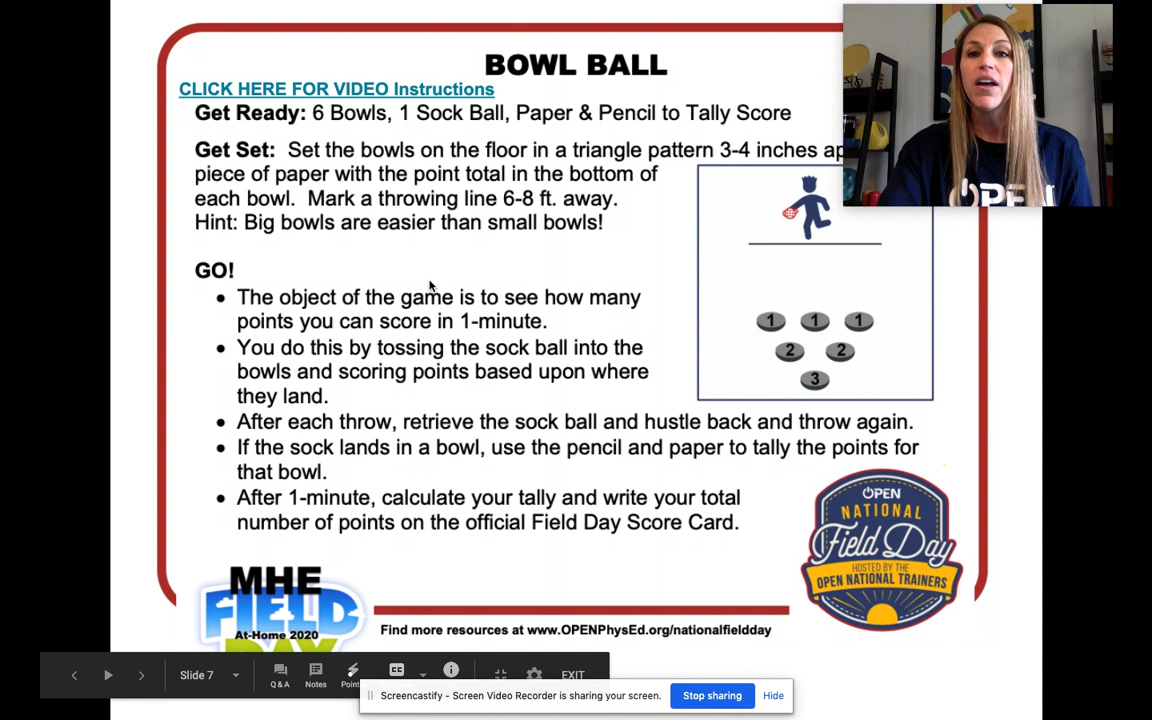 BOWL BALL
CLICK HERE FOR VIDEO Instructions
Get Ready: 6 Bowls, 1 Sock Ball, Paper & Pencil to Tally Score
Get Set: Set the bowls on the floor in a triangle pattern 3-4 inches
piece of paper with the point total in the bottom of
each bowl. Mark a throwing line 6-8 ft. away.
Hint: Big bowls are easier than small bowls!
GO!
• The object of the game is to see how many
points you can score in 1-minute.
• You do this by tossing the sock ball into the
bowls and scoring points based upon where
they land.
• After each throw, retrieve the sock ball and hustle back and throw again.
• If the sock lands in a bowl, use the pencil and paper to tally the points for
that bowl.
• After 1-minute, calculate your tally and write your total
number of points on the official Field Day Score Card.
1 1 1
2 2
3
OPEN
OPEN
NATIONAL
Field Day
HOSTED BY THE
OPEN NATIONAL TRAINERS
MHE
FIELD
At-Home 2020
DAY
Find more resources at www.OPENPhysEd.org/nationalfieldday
Slide 7
Q & A
Notes
CC
EXIT
Screencastify - Screen Video Recorder is sharing your screen.
Stop sharing
Hide